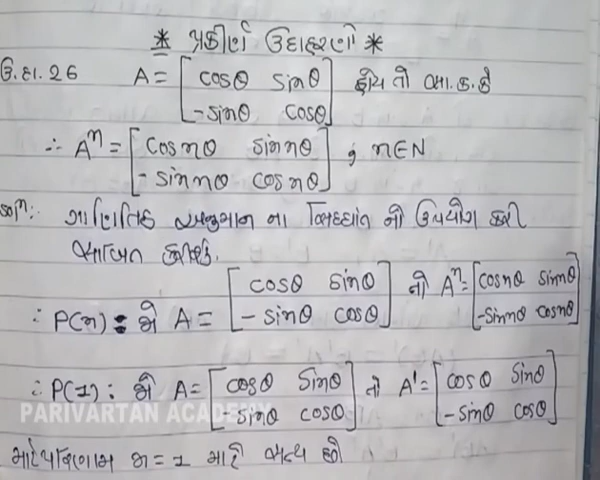 * પ્રકીર્ણ ઉદાહરણો *
ઉ.દા.26 A = [cosθ sinθ -sinθ cosθ] હોય તો સા.ક.કે
∴ Aⁿ = [cos nθ sin nθ -sin nθ cos nθ] , n∈N
ગાણિતિક અનુમાન ના સિદ્ધાંત નો ઉપયોગ કરી
સાબિત કરીશું.
∴ P(n) : જો A = [cosθ sinθ -sinθ cosθ] તો Aⁿ = [cosnθ sinnθ -sinnθ cosnθ]
∴ P(1) : જો A = [cosθ sinθ -sinθ cosθ] તો A' = [cosθ sinθ -sinθ cosθ]
PARIVARTAN ACADEMY
માટે પરિણામ n = 1 માટે સત્ય છે